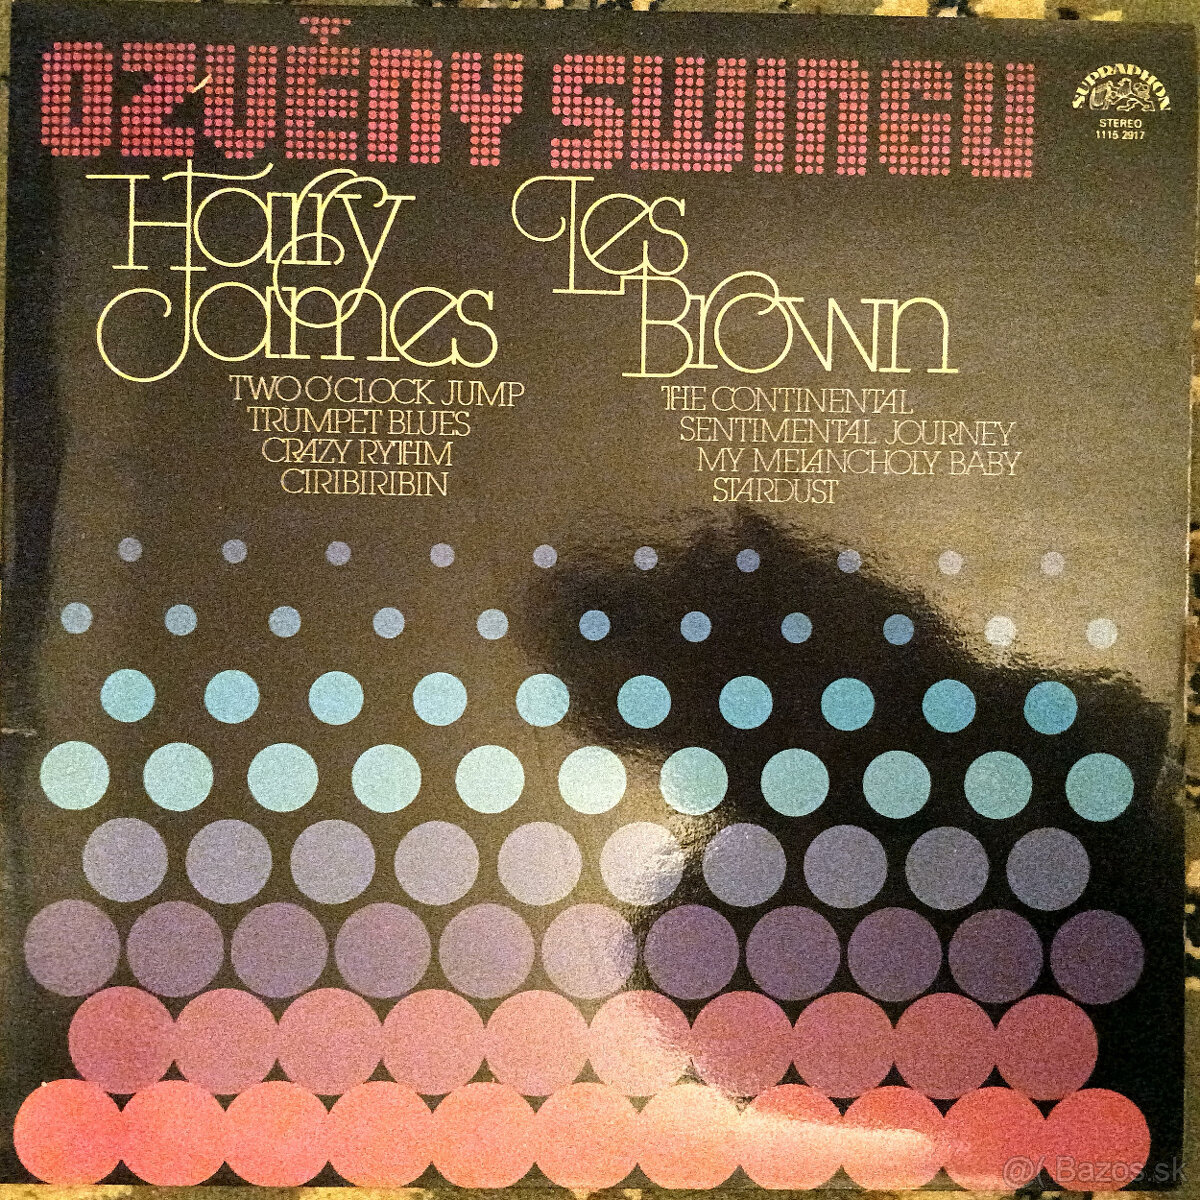 OZVĚNY SWINGU
SUPRAPHON
STEREO
1115 2917
Harry
James
TWO O'CLOCK JUMP
TRUMPET BLUES
CRAZY RYTHM
CIRIBIRIBIN
Les
Brown
THE CONTINENTAL
SENTIMENTAL JOURNEY
MY MELANCHOLY BABY
STARDUST
@( Bazos.sk